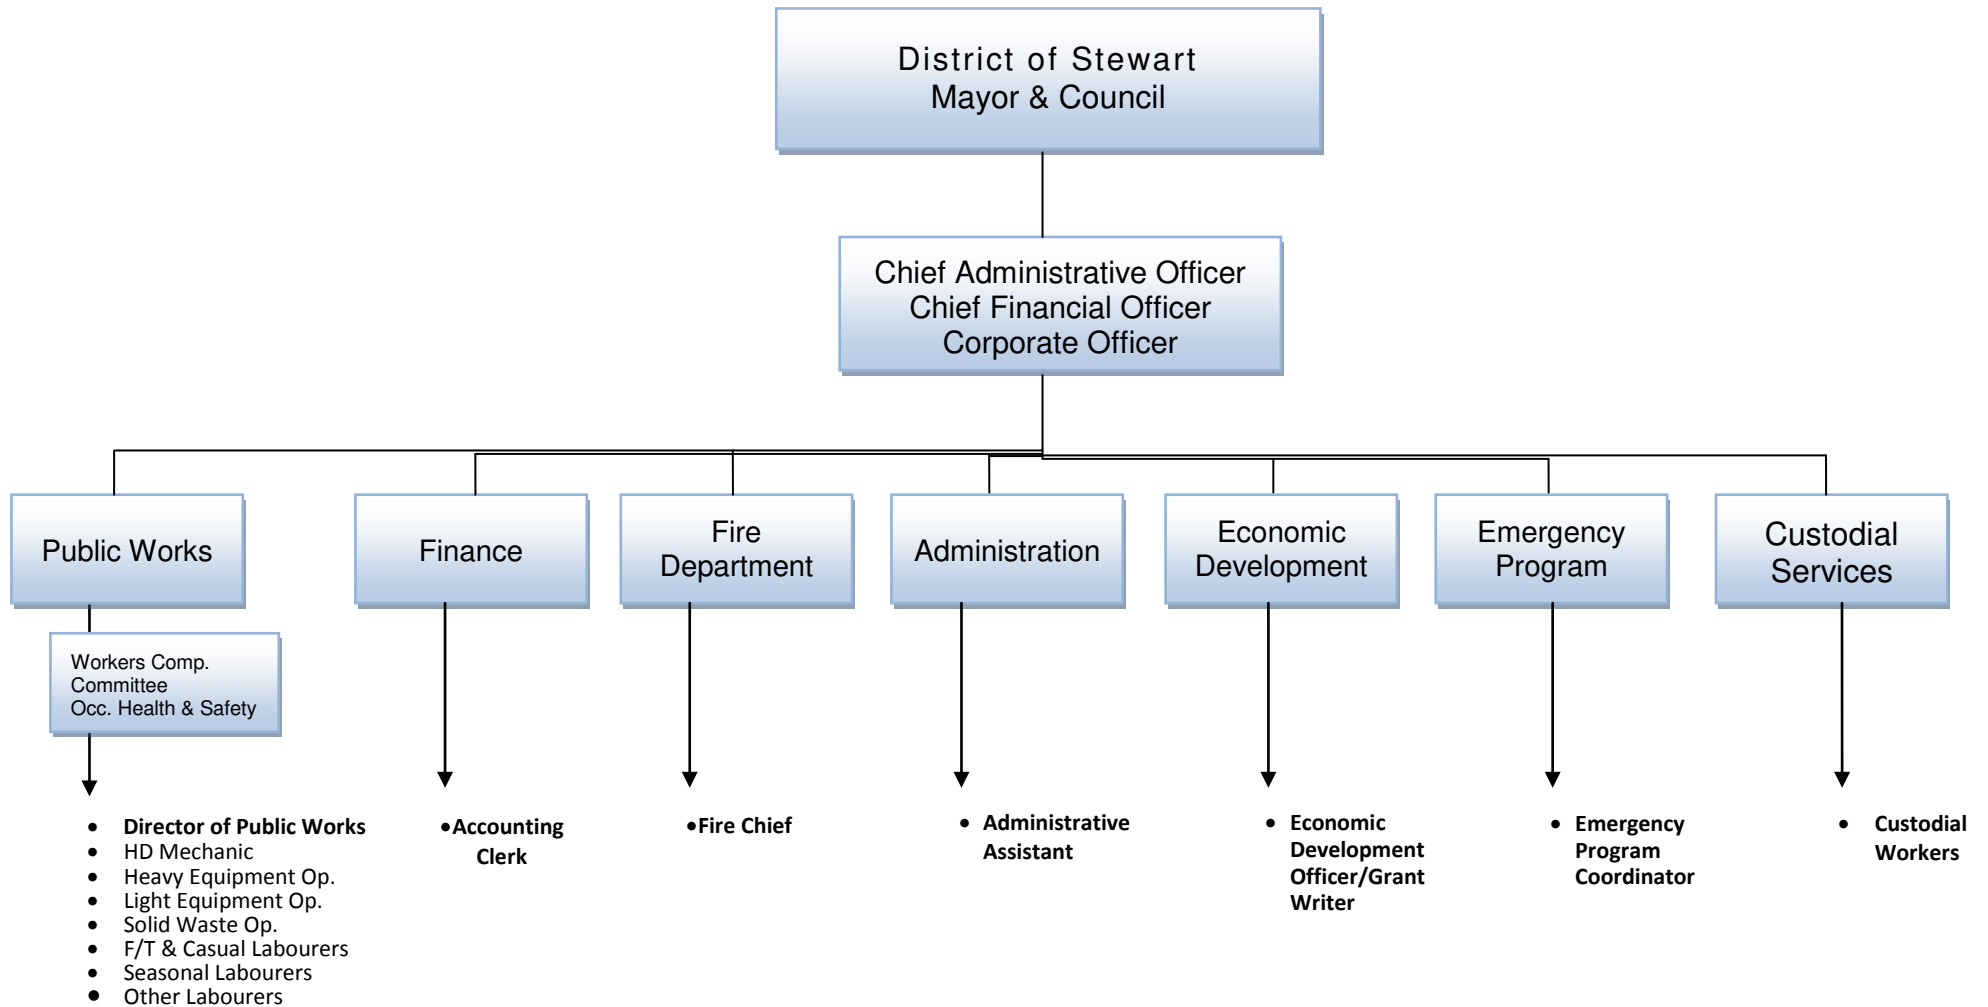 District of Stewart
Mayor & Council
Chief Administrative Officer
Chief Financial Officer
Corporate Officer
Public Works
Finance
Fire
Department
Administration
Economic
Development
Emergency
Program
Custodial
Services
Workers Comp.
Committee
Occ. Health & Safety
• Director of Public Works
• HD Mechanic
• Heavy Equipment Op.
• Light Equipment Op.
• Solid Waste Op.
• F/T & Casual Labourers
• Seasonal Labourers
• Other Labourers
•Accounting
Clerk
•Fire Chief
• Administrative
Assistant
• Economic
Development
Officer/Grant
Writer
• Emergency
Program
Coordinator
• Custodial
Workers